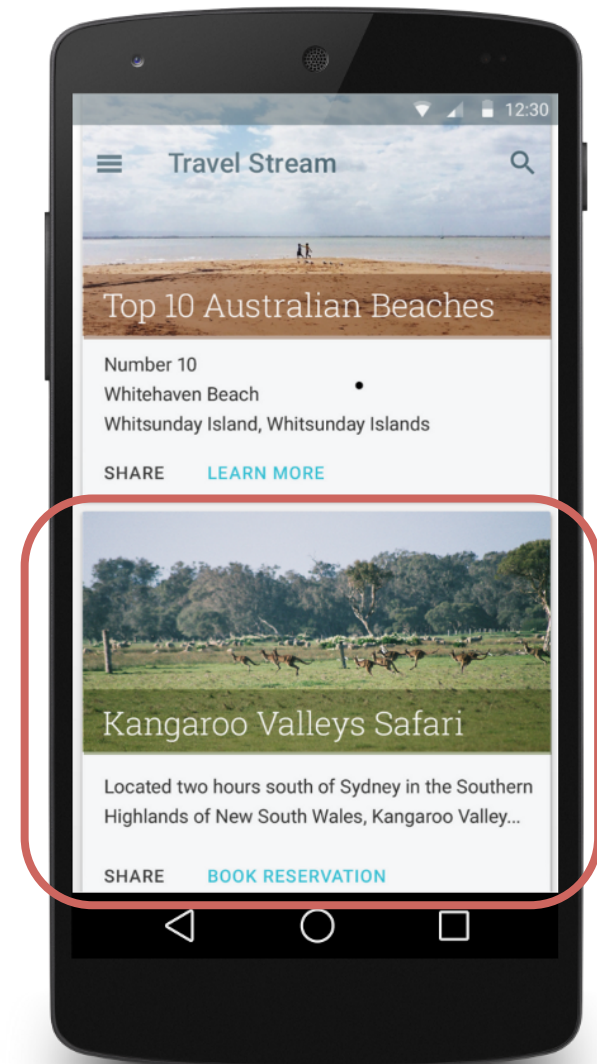 12:30
Travel Stream
Top 10 Australian Beaches
Number 10
Whitehaven Beach
Whitsunday Island, Whitsunday Islands
SHARE LEARN MORE
Kangaroo Valleys Safari
Located two hours south of Sydney in the Southern
Highlands of New South Wales, Kangaroo Valley...
SHARE BOOK RESERVATION